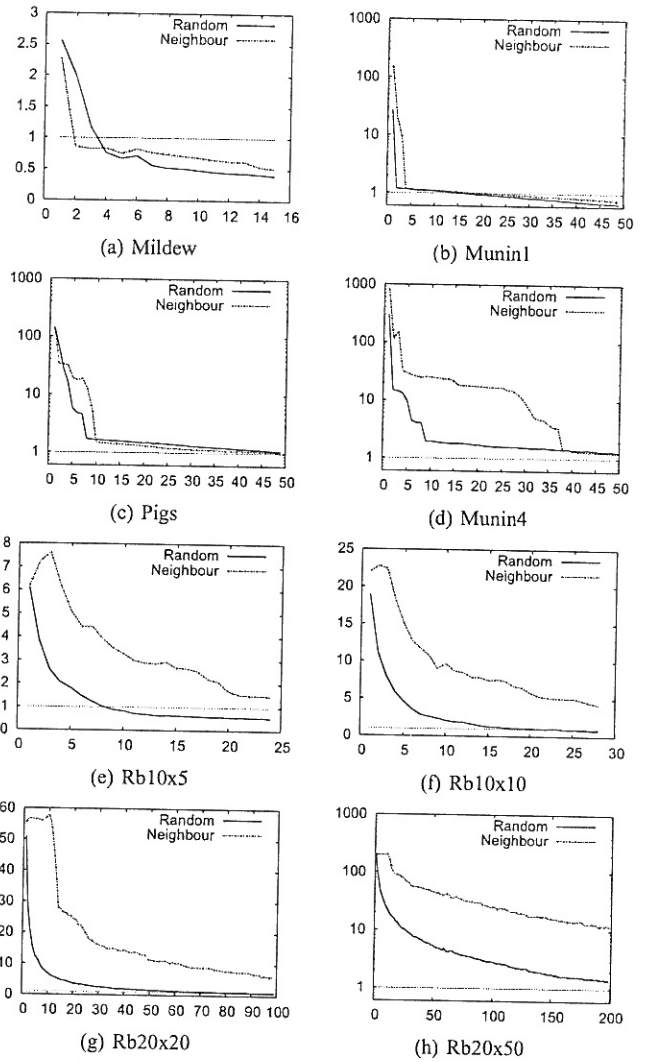 3
2.5
2
1.5
1
0.5
0
Random
Neighbour
0 2 4 6 8 10 12 14 16
(a) Mildew
1000
100
10
1
Random
Neighbour
0 5 10 15 20 25 30 35 40 45 50
(b) Munin1
1000
100
10
1
Random
Neighbour
0 5 10 15 20 25 30 35 40 45 50
(c) Pigs
1000
100
10
1
Random
Neighbour
0 5 10 15 20 25 30 35 40 45 50
(d) Munin4
8
7
6
5
4
3
2
1
0
Random
Neighbour
0 5 10 15 20 25
(e) Rb10x5
25
20
15
10
5
0
Random
Neighbour
0 5 10 15 20 25 30
(f) Rb10x10
60
50
40
30
20
10
0
Random
Neighbour
0 10 20 30 40 50 60 70 80 90 100
(g) Rb20x20
1000
100
10
1
Random
Neighbour
0 50 100 150 200
(h) Rb20x50